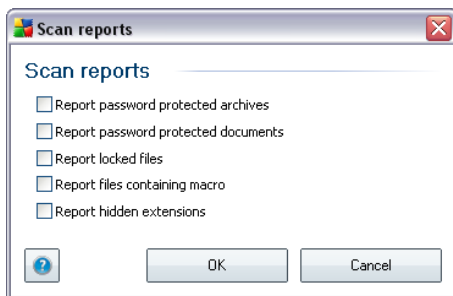 Scan reports
Scan reports
Report password protected archives
Report password protected documents
Report locked files
Report files containing macro
Report hidden extensions
?
OK
Cancel